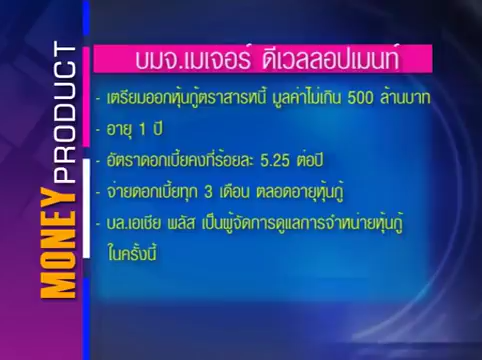 MONEY PRODUCT
บมจ.เมเจอร์ ดีเวลลอปเมนท์
- เตรียมออกหุ้นกู้ตราสารหนี้ มูลค่าไม่เกิน 500 ล้านบาท
- อายุ 1 ปี
- อัตราดอกเบี้ยคงที่ร้อยละ 5.25 ต่อปี
- จ่ายดอกเบี้ยทุก 3 เดือน ตลอดอายุหุ้นกู้
- บล.เอเซีย พลัส เป็นผู้จัดการดูแลการจำหน่ายหุ้นกู้
ในครั้งนี้